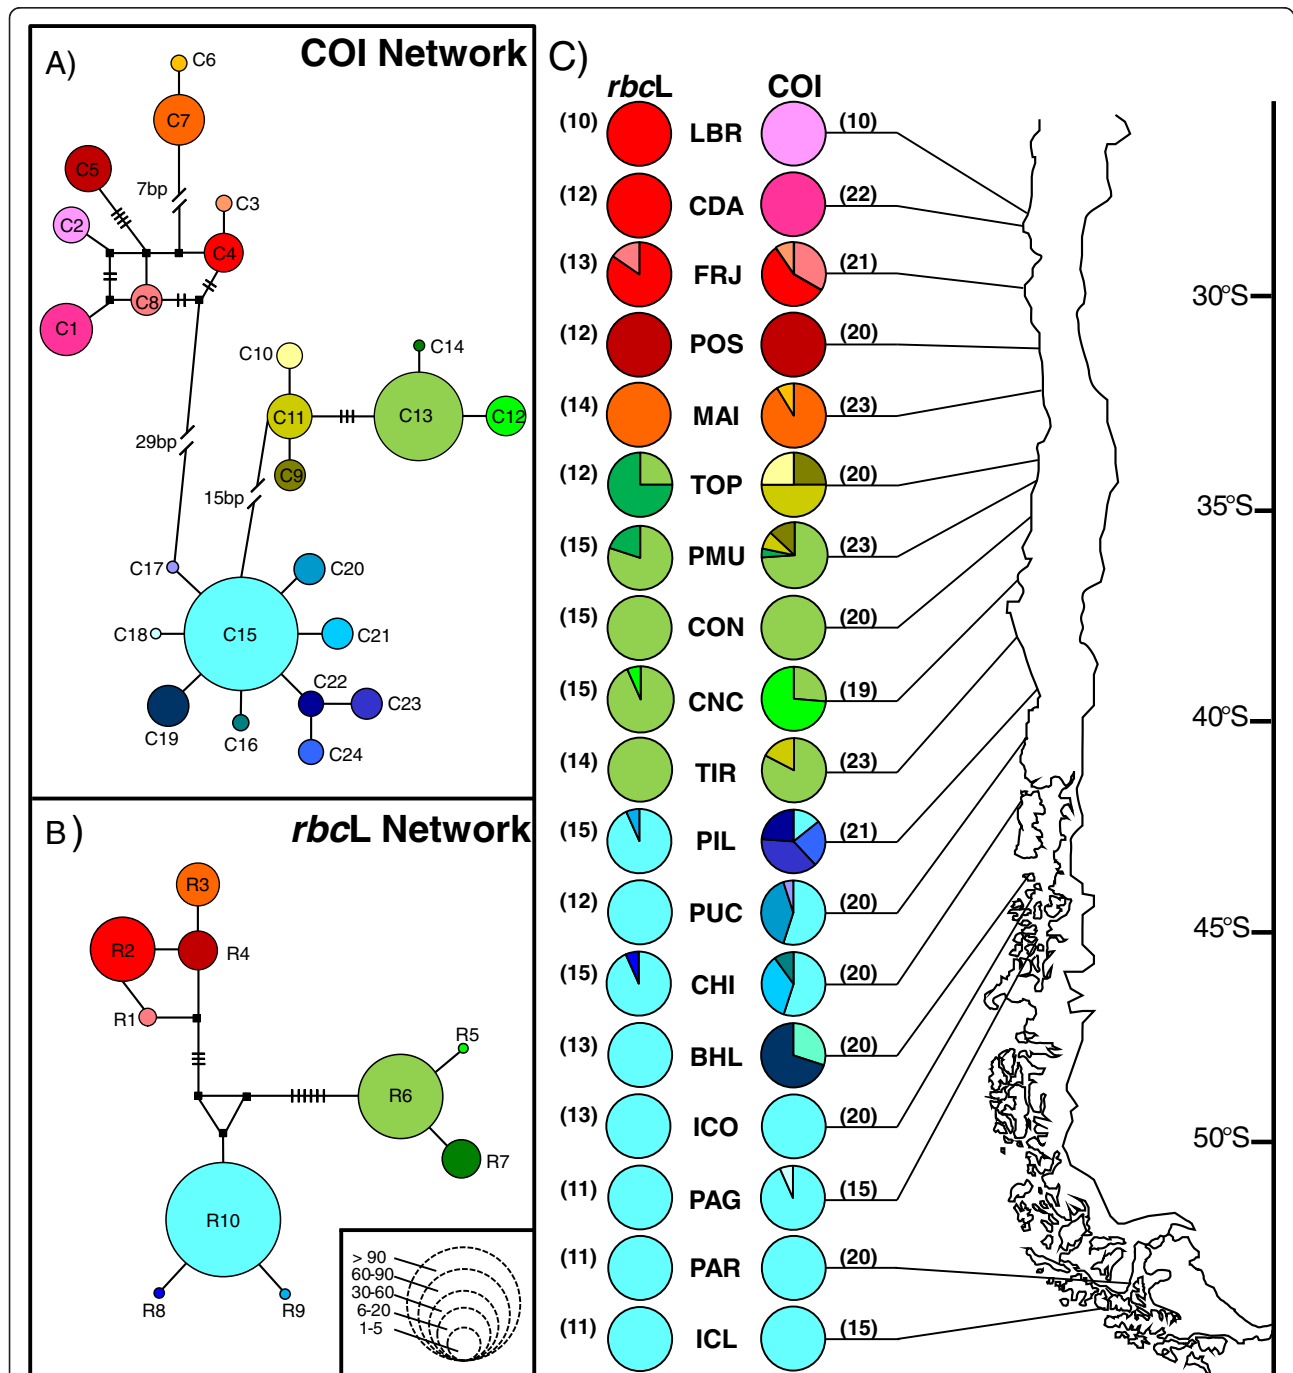 A)
COI Network
C6
C7
C5
7bp
C3
C2
C4
C8
C1
C10
C14
C11
C13
C12
C9
29bp
15bp
C17
C20
C18
C15
C21
C22
C23
C19
C16
C24
B)
rbcL Network
R3
R2
R4
R1
R5
R6
R7
R10
R8
R9
> 90
60-90
30-60
6-20
1-5
C)
rbcL COI
(10) LBR (10)
(12) CDA (22)
(13) FRJ (21)
(12) POS (20)
(14) MAI (23)
(12) TOP (20)
(15) PMU (23)
(15) CON (20)
(15) CNC (19)
(14) TIR (23)
(15) PIL (21)
(12) PUC (20)
(15) CHI (20)
(13) BHL (20)
(13) ICO (20)
(11) PAG (15)
(11) PAR (20)
(11) ICL (15)
30°S
35°S
40°S
45°S
50°S